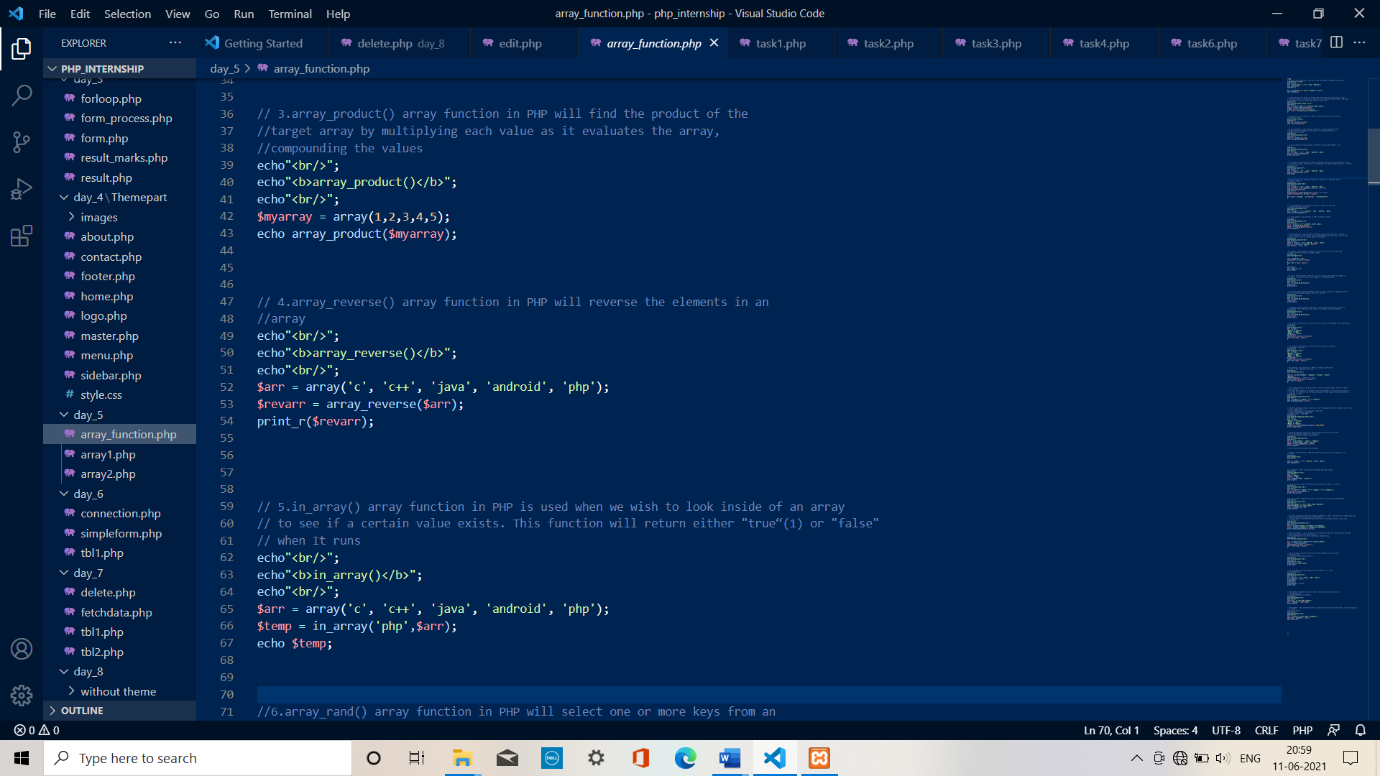 File Edit Selection View Go Run Terminal Help
array_function.php - php_internship - Visual Studio Code
EXPLORER
Getting Started
delete.php day_8
edit.php
array_function.php
task1.php
task2.php
task3.php
task4.php
task6.php
task7
PHP_INTERNSHIP
day_5 > array_function.php
forloop.php
form_process.php
form.php
result_marks.php
result.php
day_4\Themepart
images
about.php
contact.php
footer.php
home.php
logo.php
master.php
menu.php
sidebar.php
# style.css
day_5
array_function.php
array1.php
array2.php
day_6
connection.php
simpleform.php
tbl1.php
day_7
delete.php
fetchdata.php
tbl1.php
tbl2.php
day_8
without theme
OUTLINE
34
35
36 // 3.array_product() array function in PHP will find the product of the
37 //target array by multiplying each value as it evaluates the array,
38 //compounding the values
39 echo"<br/>";
40 echo"<b>array_product()</b>";
41 echo"<br/>";
42 $myarray = array(1,2,3,4,5);
43 echo array_product($myarray);
44
45
46
47 // 4.array_reverse() array function in PHP will reverse the elements in an
48 //array
49 echo"<br/>";
50 echo"<b>array_reverse()</b>";
51 echo"<br/>";
52 $arr = array('c', 'c++', 'java', 'android', 'php');
53 $revarr = array_reverse($arr);
54 print_r($revarr);
55
56
57
58
59 // 5.in_array() array function in PHP is used when we wish to look inside of an array
60 // to see if a certain value exists. This function will return either "true“(1) or "false"
61 // when It runs
62 echo"<br/>";
63 echo"<b>in_array()</b>";
64 echo"<br/>";
65 $arr = array('c', 'c++', 'java', 'android', 'php');
66 $temp = in_array('php',$arr);
67 echo $temp;
68
69
70
71 //6.array_rand() array function in PHP will select one or more keys from an
0 0
Ln 70, Col 1 Spaces: 4 UTF-8 CRLF PHP
Type here to search
DELL
ENG
20:59
11-06-2021